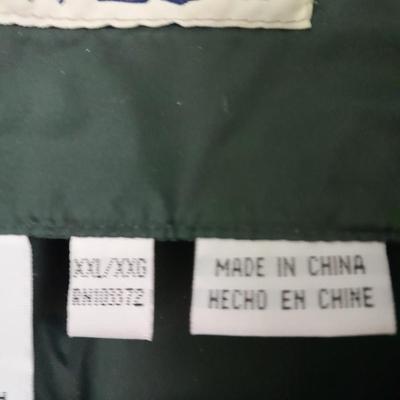 XXL/XXG
RN103372
MADE IN CHINA
HECHO EN CHINE